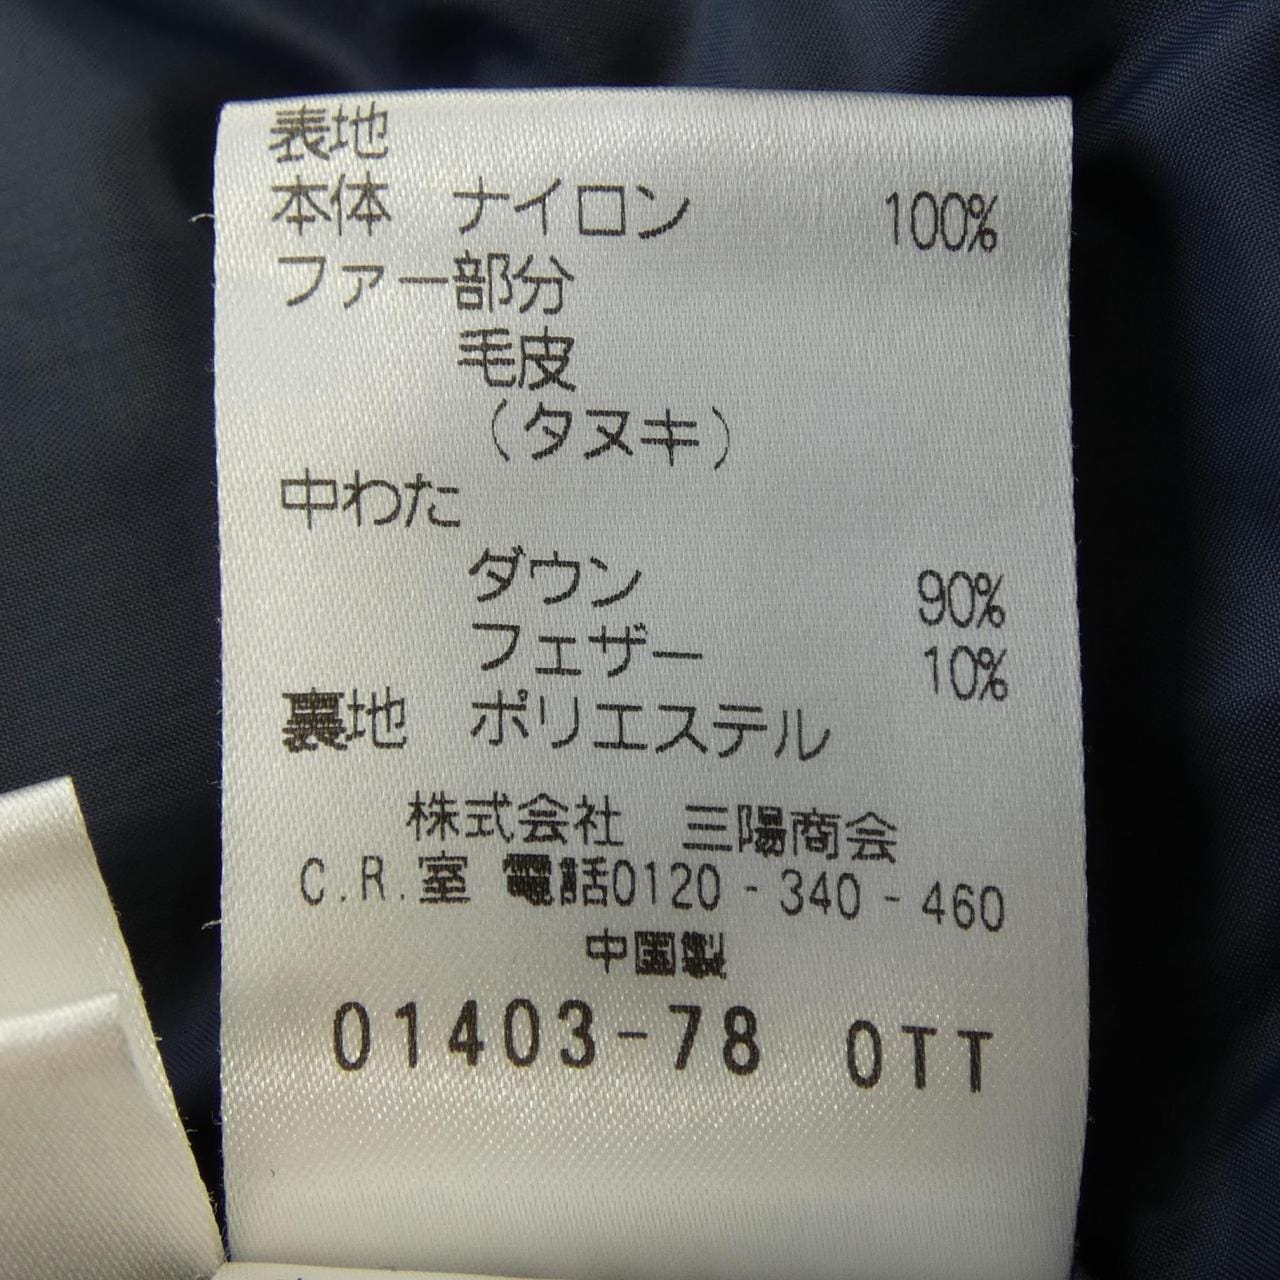 表地
本体 ナイロン 100%
ファー部分
毛皮
(タヌキ)
中わた
ダウン 90%
フェザー 10%
裏地 ポリエステル
株式会社 三陽商会
C.R.室 電話0120-340-460
中国製
01403-78 0TT